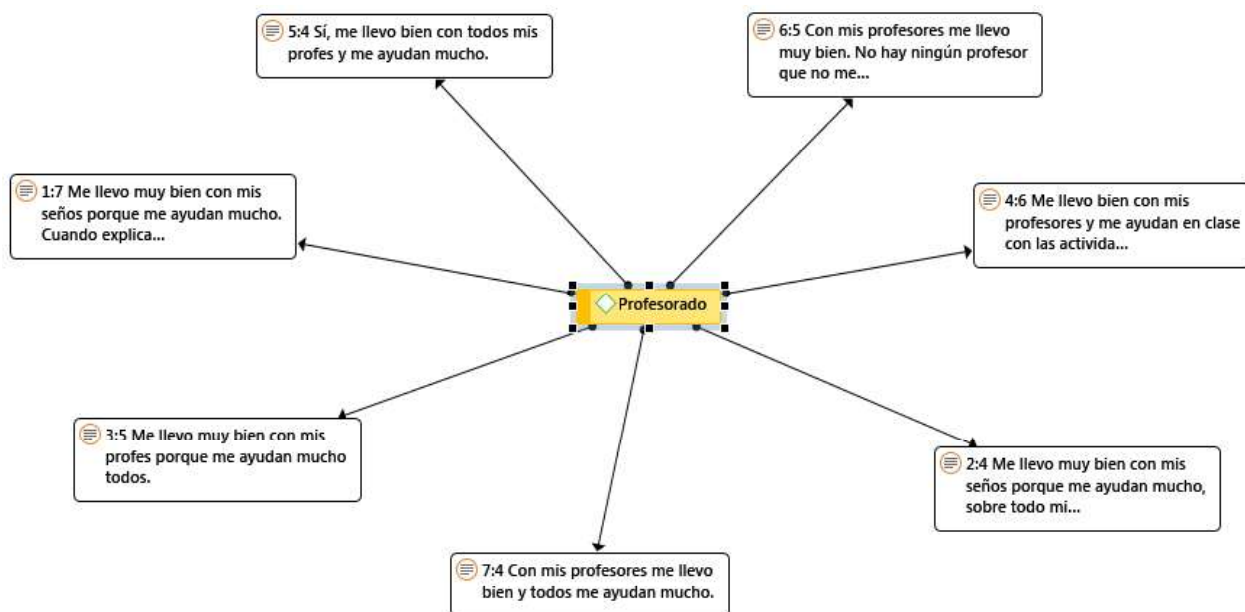 5:4 Sí, me llevo bien con todos mis
profes y me ayudan mucho.
6:5 Con mis profesores me llevo
muy bien. No hay ningún profesor
que no me...
1:7 Me llevo muy bien con mis
seños porque me ayudan mucho.
Cuando explica...
4:6 Me llevo bien con mis
profesores y me ayudan en clase
con las activida...
Profesorado
3:5 Me llevo muy bien con mis
profes porque me ayudan mucho
todos.
2:4 Me llevo muy bien con mis
seños porque me ayudan mucho,
sobre todo mi...
7:4 Con mis profesores me llevo
bien y todos me ayudan mucho.